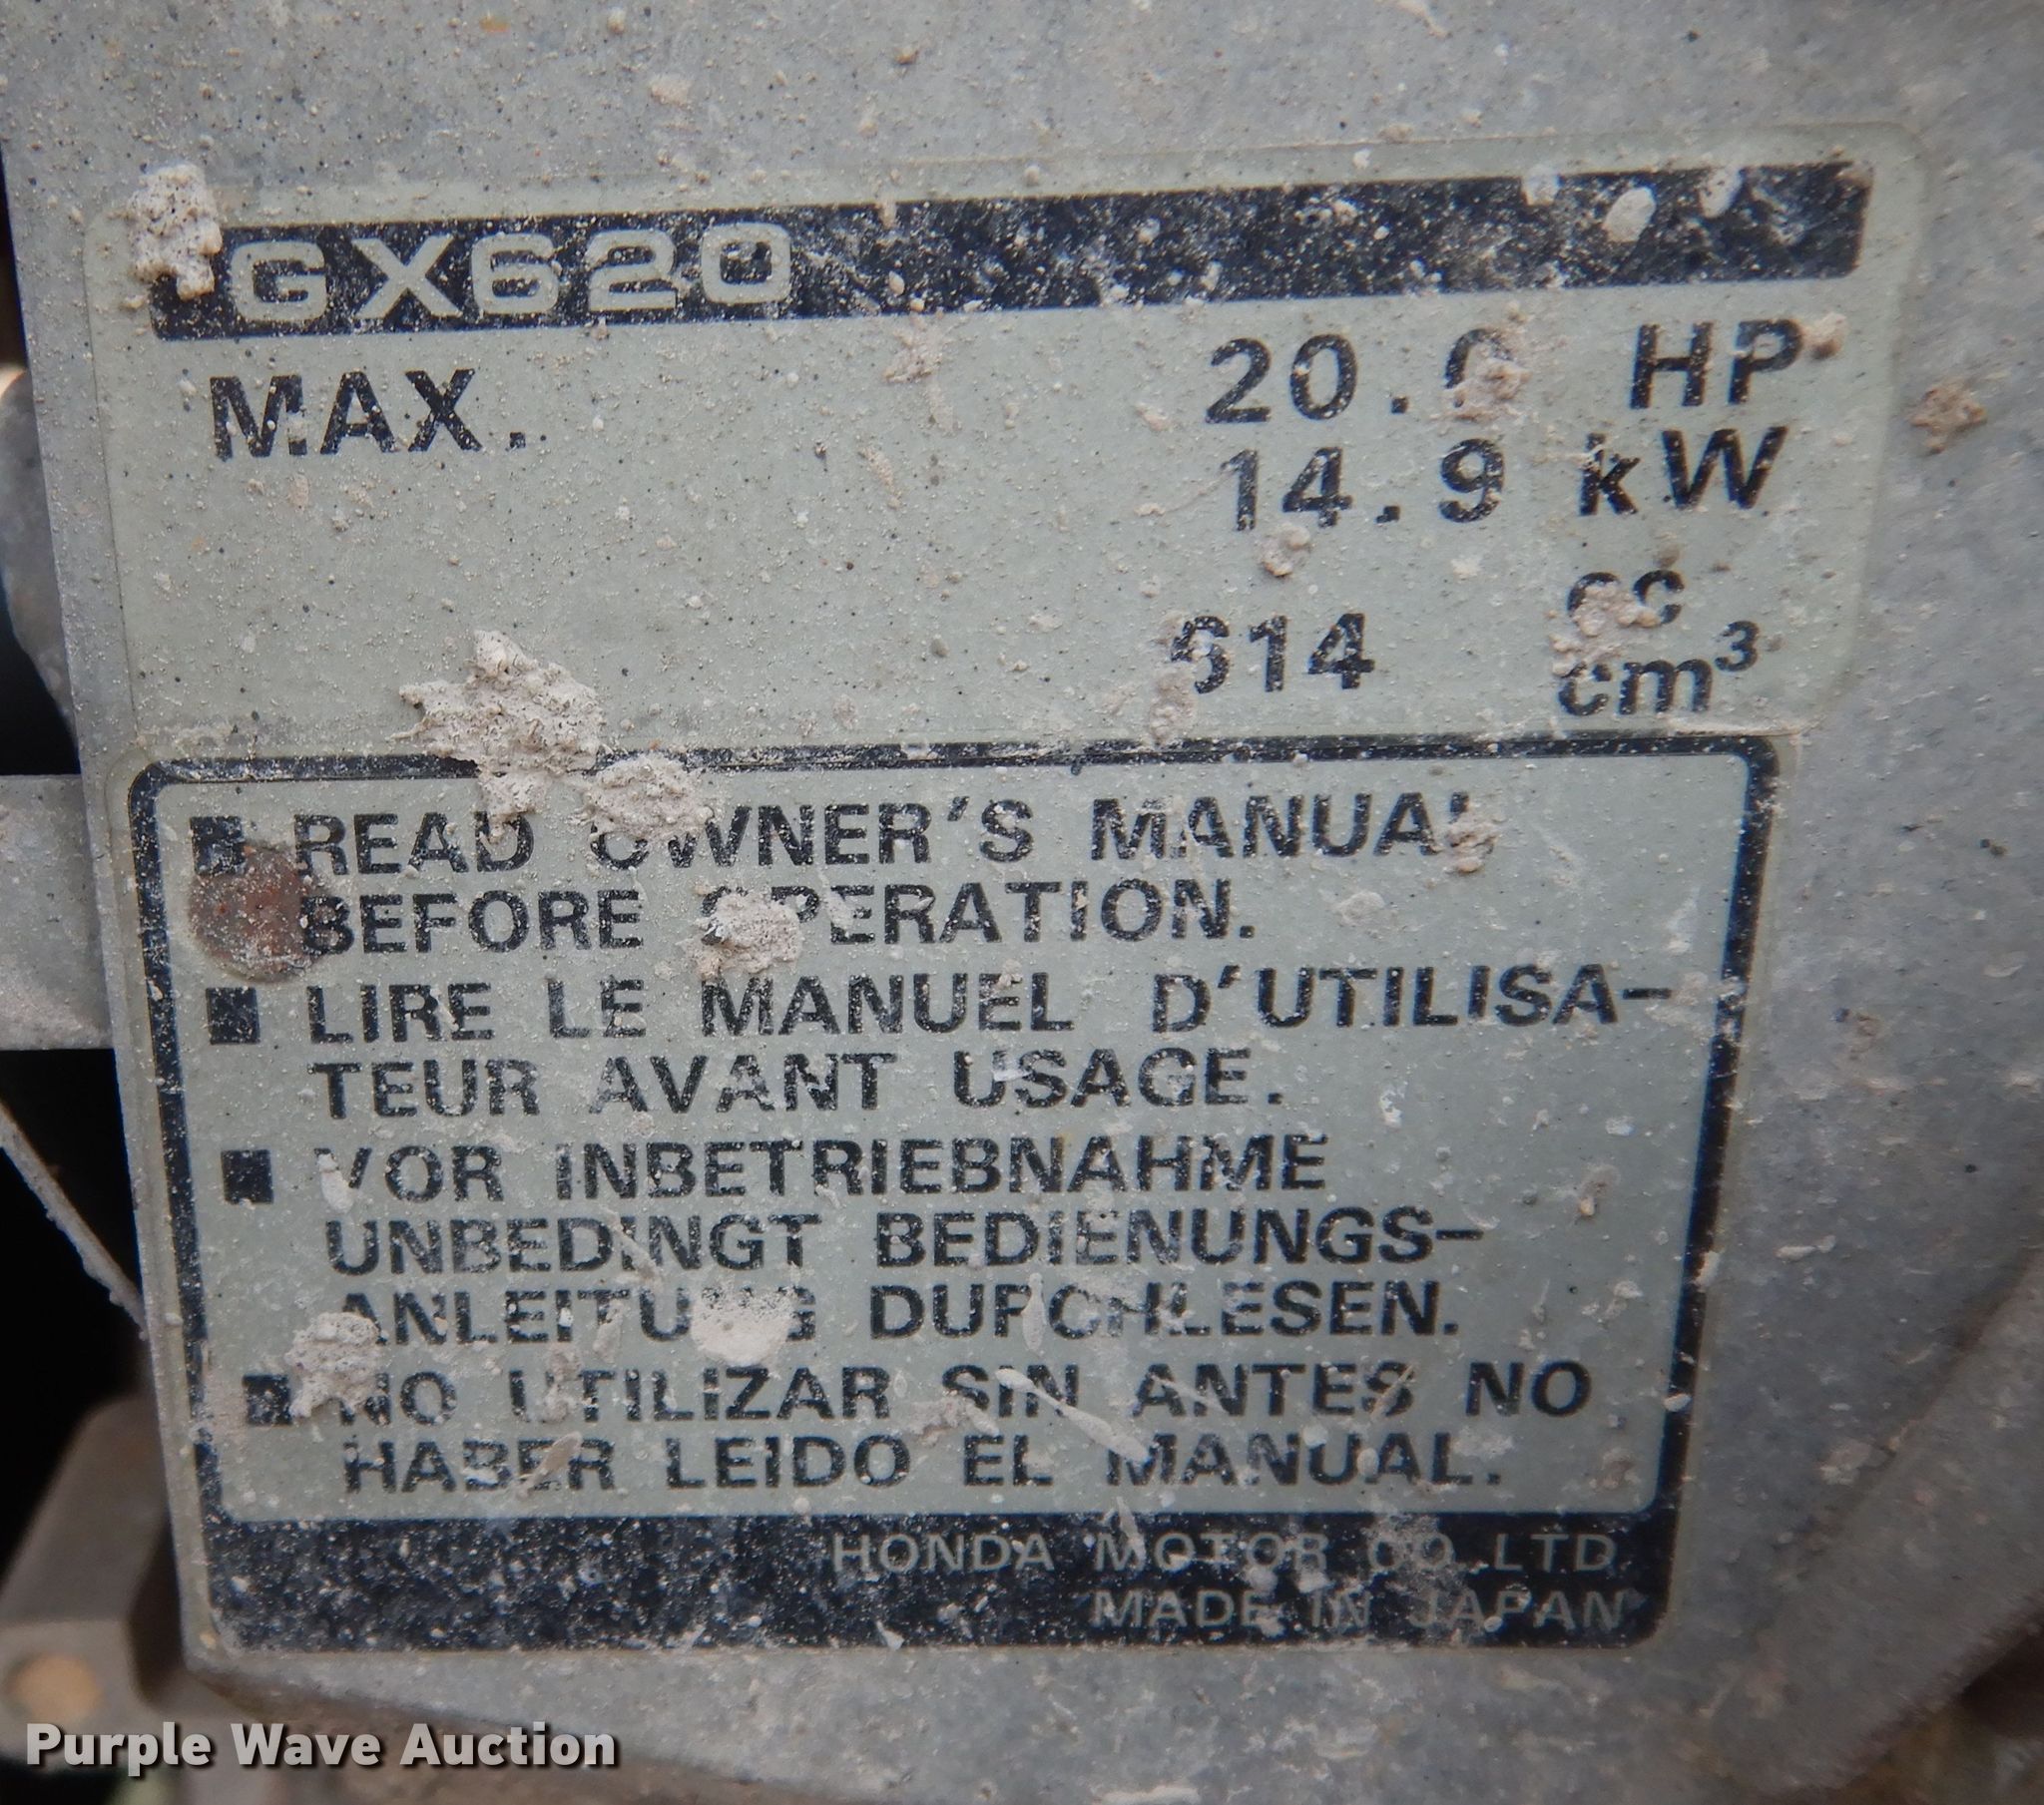 GX620
MAX. 20.0 HP
14.9 kW
614 cc
cm³
■ READ OWNER'S MANUAL
BEFORE OPERATION.
■ LIRE LE MANUEL D'UTILISA-
TEUR AVANT USAGE.
■ VOR INBETRIEBNAHME
UNBEDINGT BEDIENUNGS-
ANLEITUNG DURCHLESEN.
■ NO UTILIZAR SIN ANTES NO
HABER LEIDO EL MANUAL.
HONDA MOTOR CO.,LTD.
MADE IN JAPAN
Purple Wave Auction